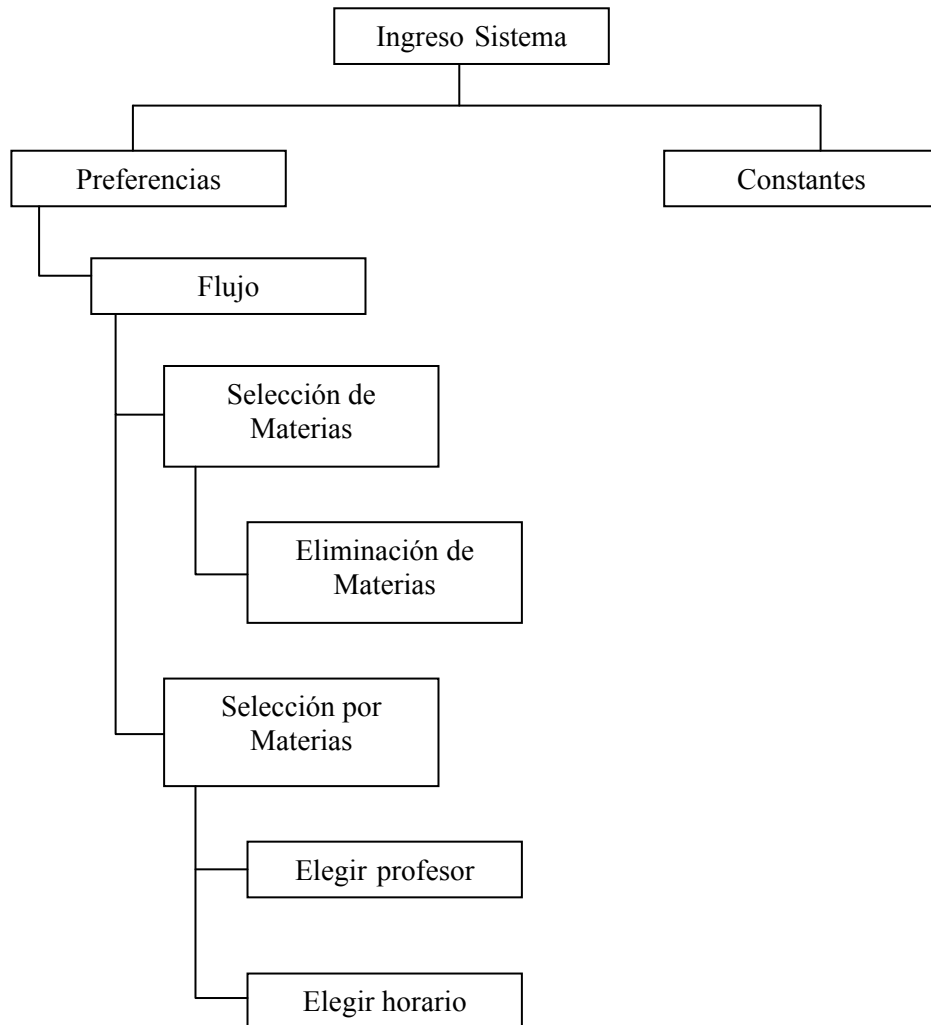 Ingreso Sistema
Preferencias
Constantes
Flujo
Selección de
Materias
Eliminación de
Materias
Selección por
Materias
Elegir profesor
Elegir horario